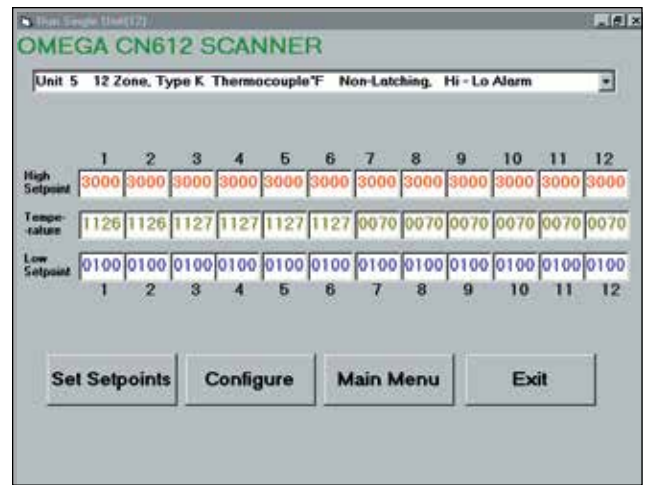 Unit(12)
OMEGA CN612 SCANNER
Unit 5 12 Zone, Type K Thermocouple°F Non-Latching, Hi - Lo Alarm
1 2 3 4 5 6 7 8 9 10 11 12
High
Setpoint 3000 3000 3000 3000 3000 3000 3000 3000 3000 3000 3000 3000
Tempe-
-rature 1126 1126 1127 1127 1127 1127 0070 0070 0070 0070 0070 0070
Low
Setpoint 0100 0100 0100 0100 0100 0100 0100 0100 0100 0100 0100 0100
1 2 3 4 5 6 7 8 9 10 11 12
Set Setpoints Configure Main Menu Exit